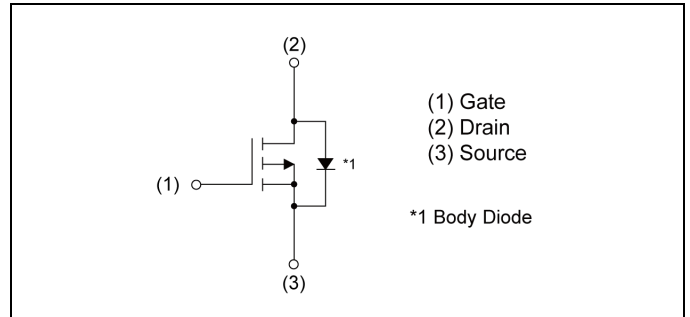 (2)
(1) Gate
(2) Drain
(3) Source
*1
(1)
*1 Body Diode
(3)